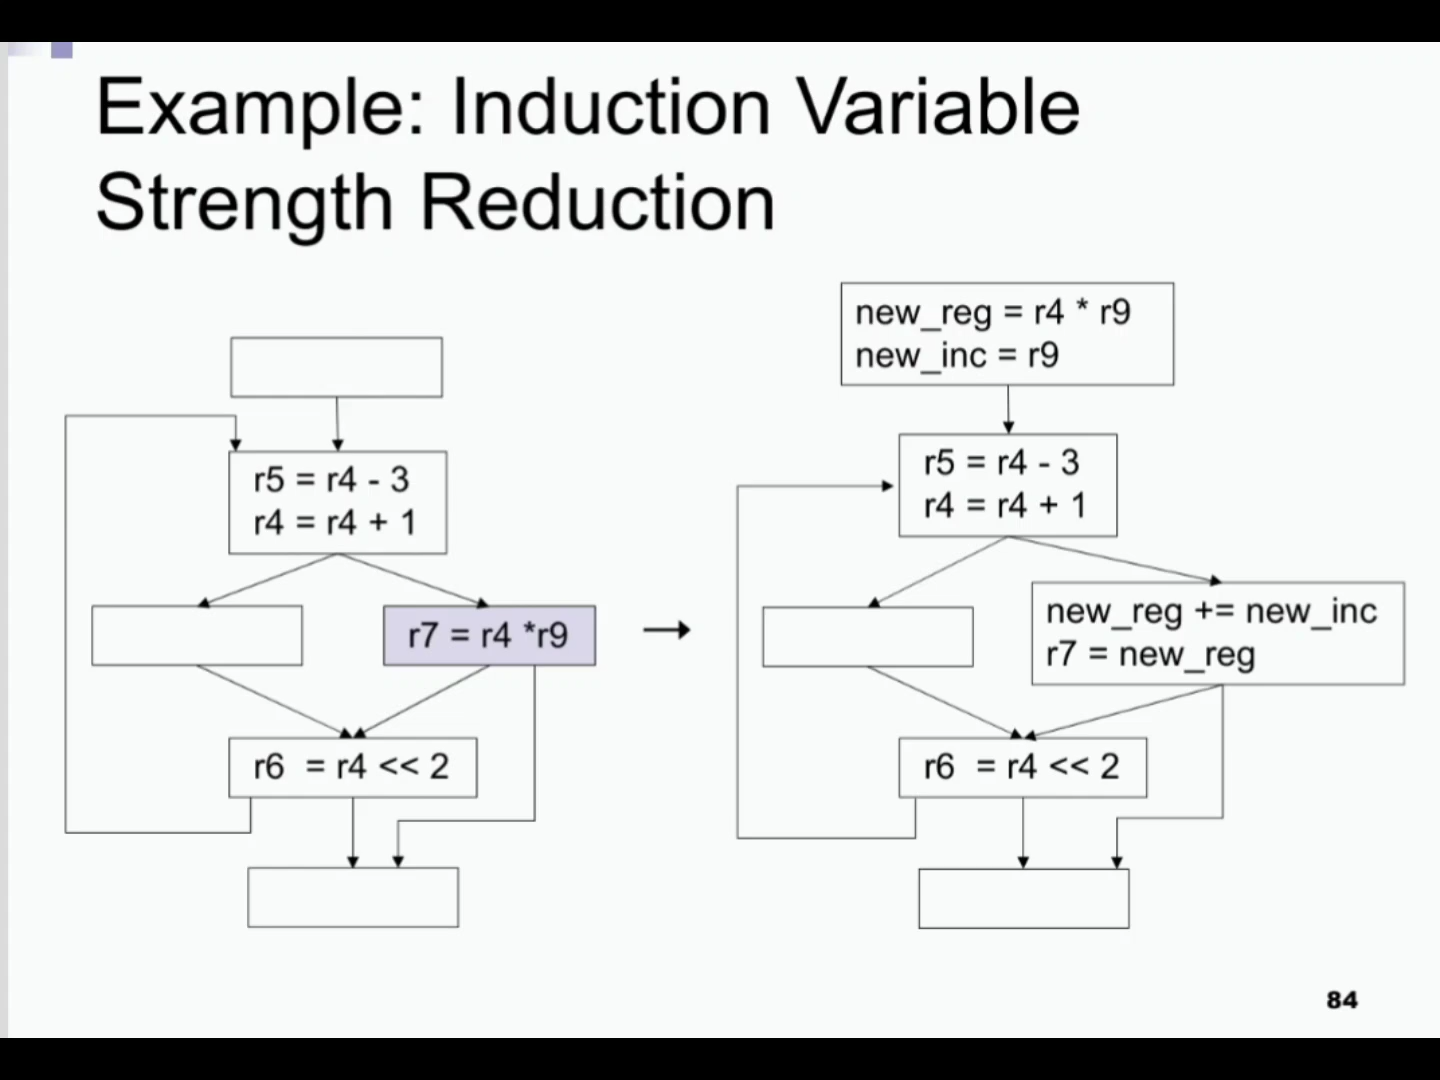 Example: Induction Variable
Strength Reduction
r5 = r4 - 3
r4 = r4 + 1
r7 = r4 *r9
r6 = r4 << 2
new_reg = r4 * r9
new_inc = r9
r5 = r4 - 3
r4 = r4 + 1
new_reg += new_inc
r7 = new_reg
r6 = r4 << 2
84